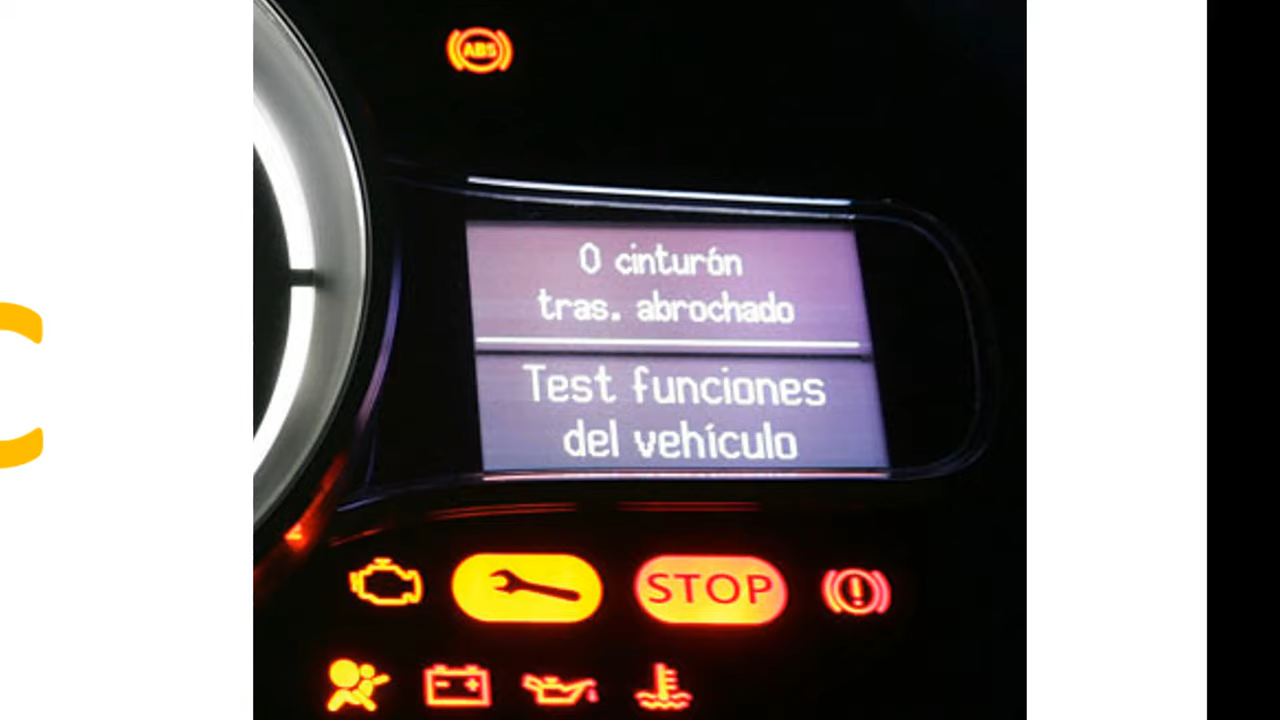 ABS
0 cinturón
tras. abrochado
Test funciones
del vehículo
STOP